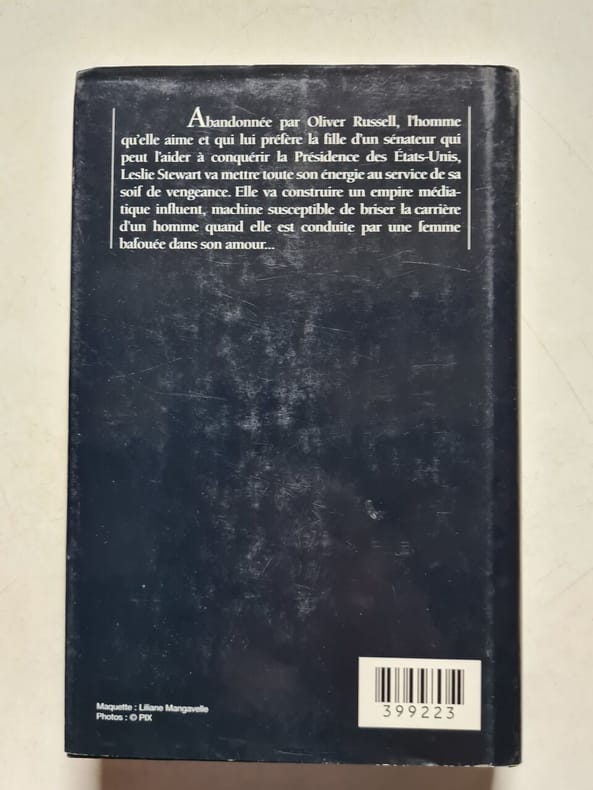 Abandonnée par Oliver Russell, l'homme
qu'elle aime et qui lui préfère la fille d'un sénateur qui
peut l'aider à conquérir la Présidence des États-Unis,
Leslie Stewart va mettre toute son énergie au service de sa
soif de vengeance. Elle va construire un empire média-
tique influent, machine susceptible de briser la carrière
d'un homme quand elle est conduite par une femme
bafouée dans son amour...
Maquette : Liliane Mangavelle
Photos : © PIX
399223